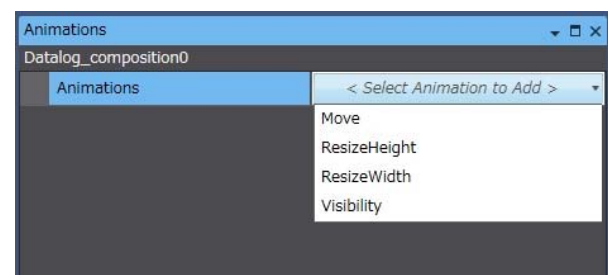 Animations
Datalog_composition0
Animations < Select Animation to Add >
Move
ResizeHeight
ResizeWidth
Visibility